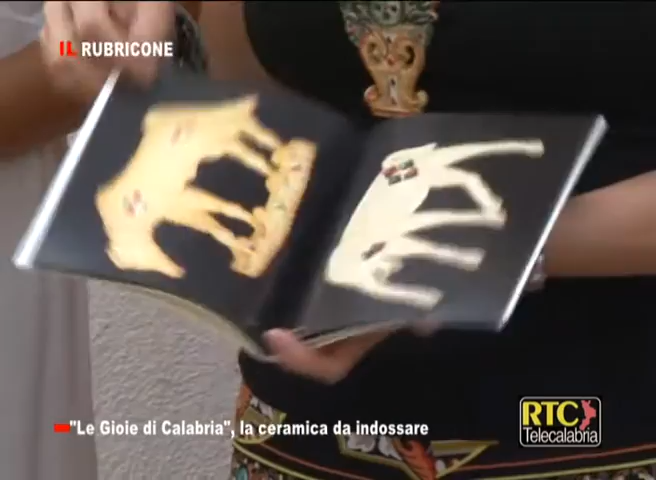 IL RUBRICONE
"Le Gioie di Calabria", la ceramica da indossare
RTC
Telecalabria